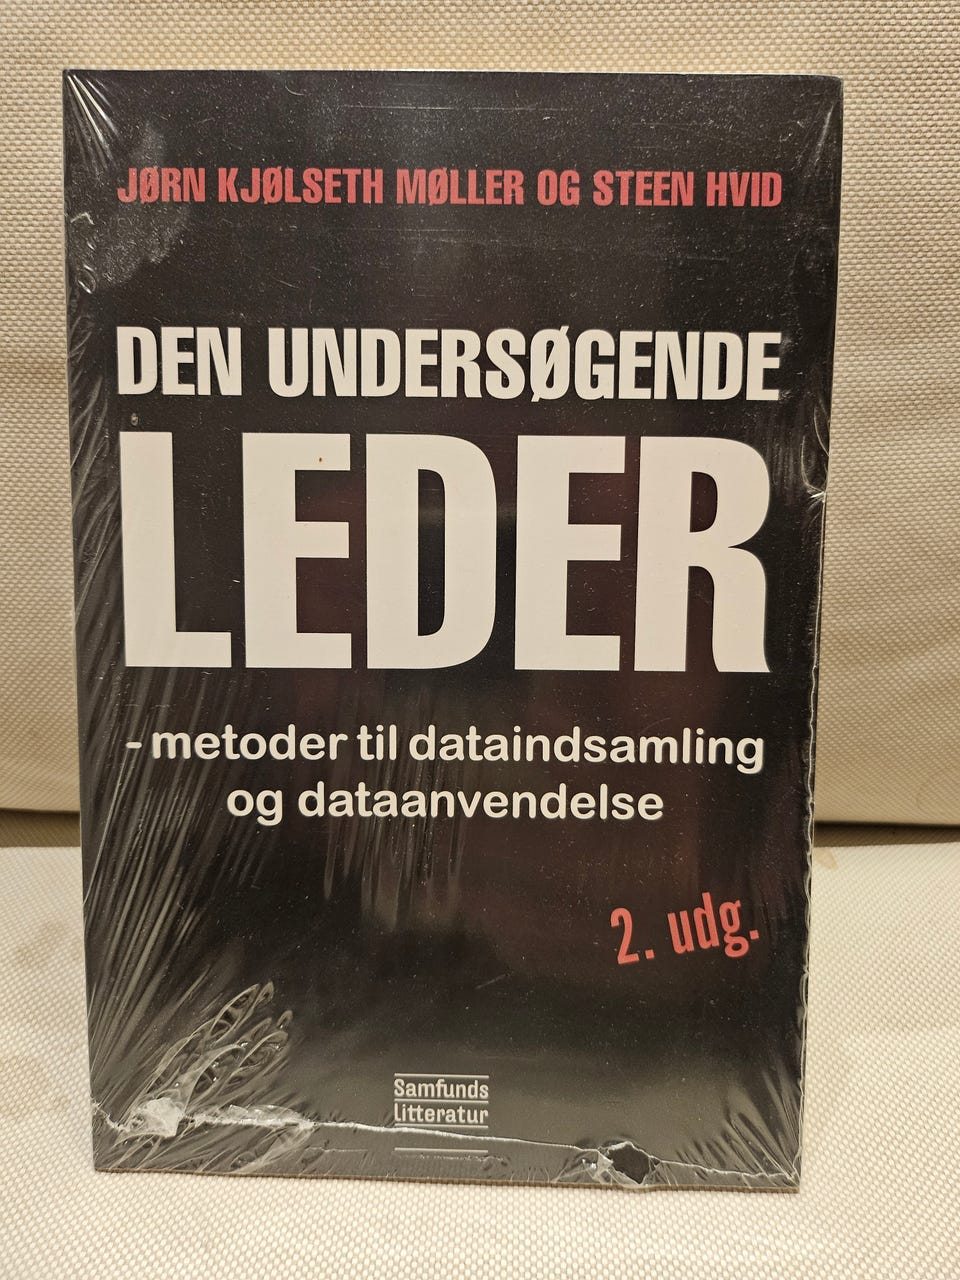 JØRN KJØLSETH MØLLER OG STEEN HVID
DEN UNDERSØGENDE
LEDER
- metoder til dataindsamling
og dataanvendelse
2. udg.
Samfunds
litteratur